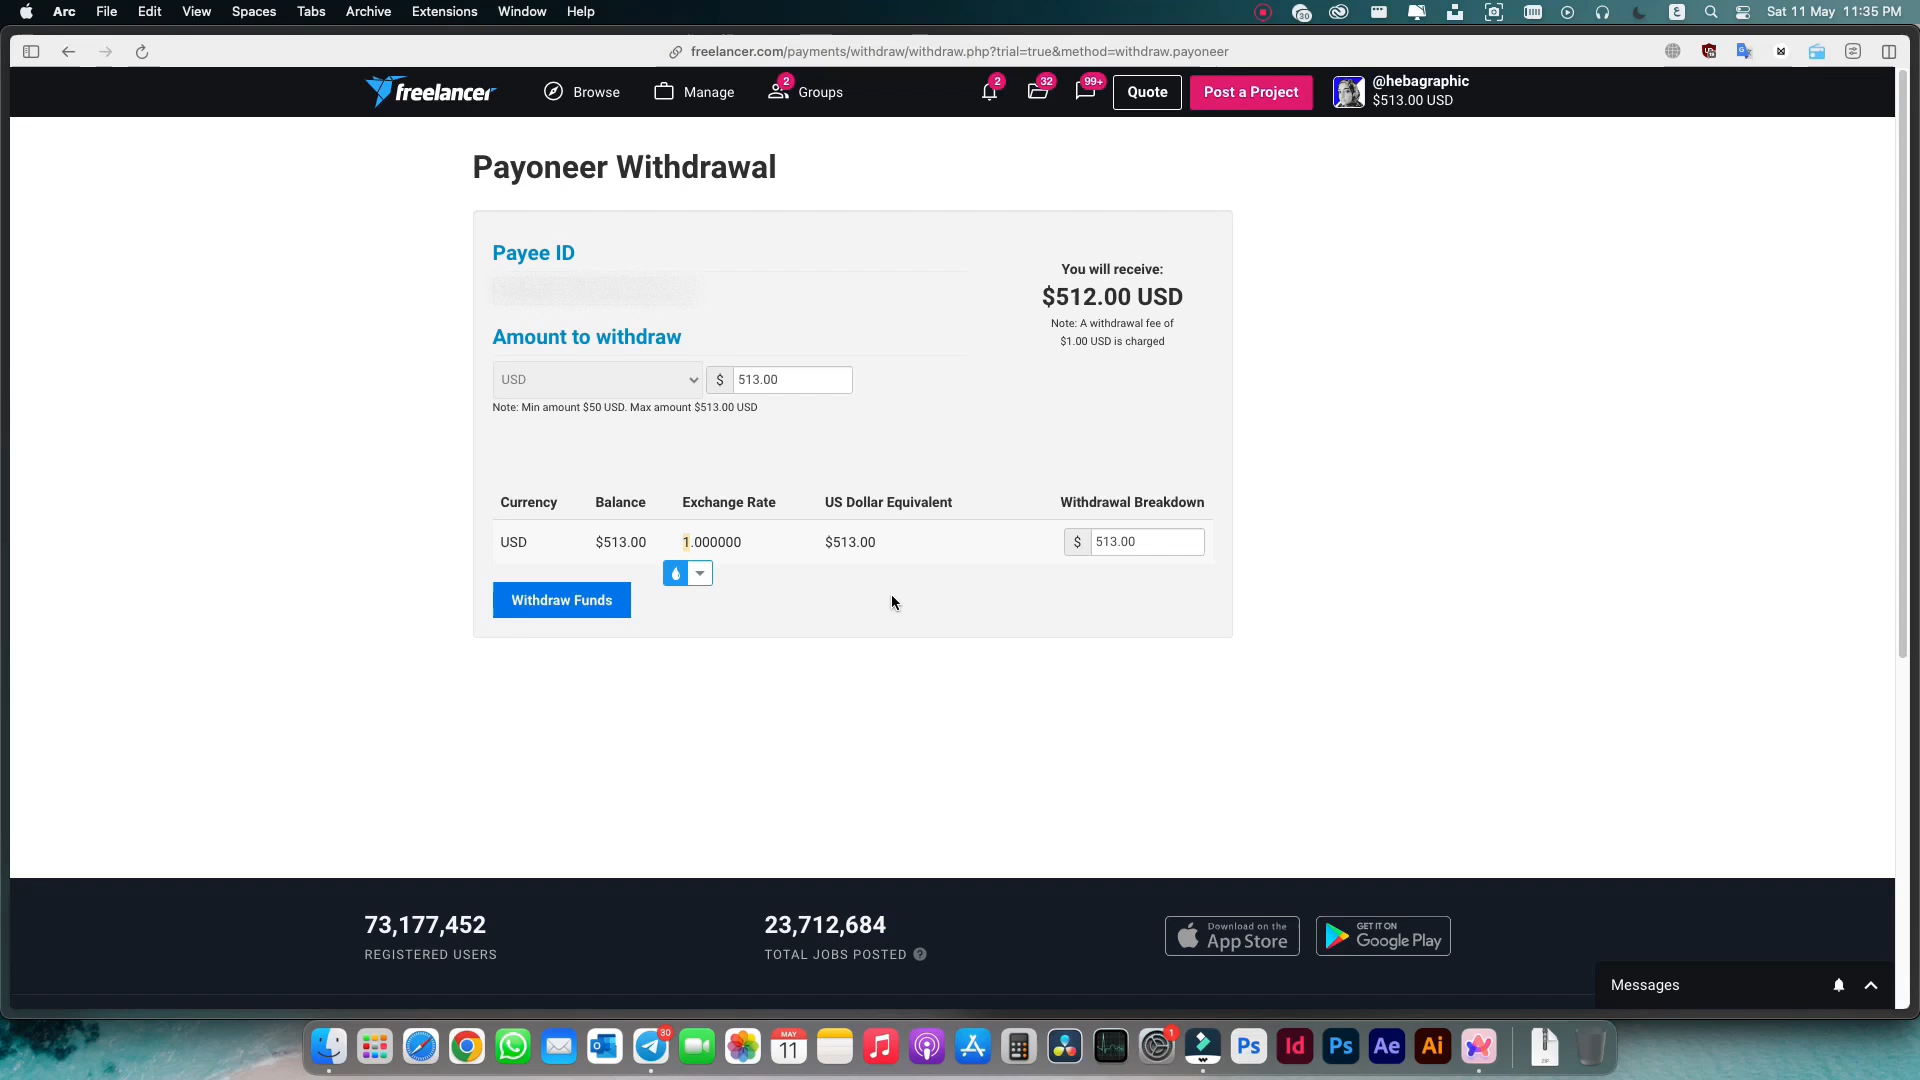 Arc File Edit View Spaces Tabs Archive Extensions Window Help
30 ع Sat 11 May 11:35 PM
freelancer.com/payments/withdraw/withdraw.php?trial=true&method=withdraw.payoneer
freelancer Browse Manage 2 Groups 2 32 99+ Quote Post a Project @hebagraphic
$513.00 USD
Payoneer Withdrawal
Payee ID
You will receive:
$512.00 USD
Note: A withdrawal fee of
$1.00 USD is charged
Amount to withdraw
USD $ 513.00
Note: Min amount $50 USD. Max amount $513.00 USD
Currency Balance Exchange Rate US Dollar Equivalent Withdrawal Breakdown
USD $513.00 1.000000 $513.00 $ 513.00
Withdraw Funds
73,177,452 23,712,684
REGISTERED USERS TOTAL JOBS POSTED ?
Download on the App Store
GET IT ON Google Play
Messages
30 MAY 11 1 Ps Id Ps Ae Ai ZIP